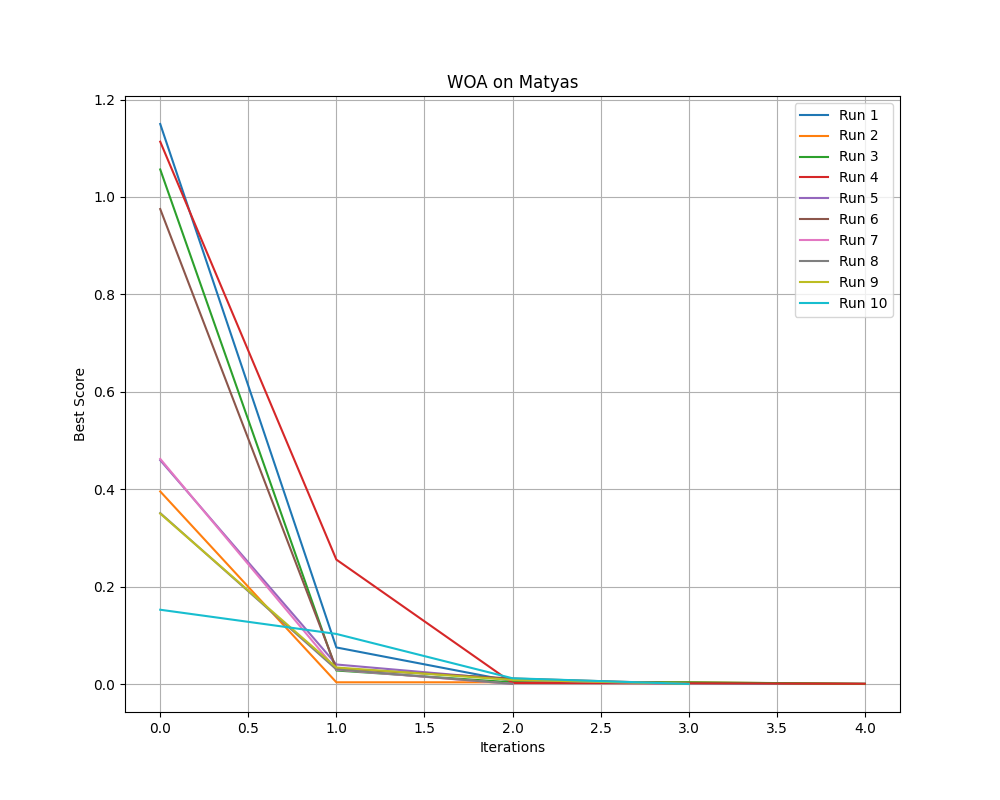 WOA on Matyas
Best Score
1.2
1.0
0.8
0.6
0.4
0.2
0.0
Run 1
Run 2
Run 3
Run 4
Run 5
Run 6
Run 7
Run 8
Run 9
Run 10
0.0 0.5 1.0 1.5 2.0 2.5 3.0 3.5 4.0
Iterations